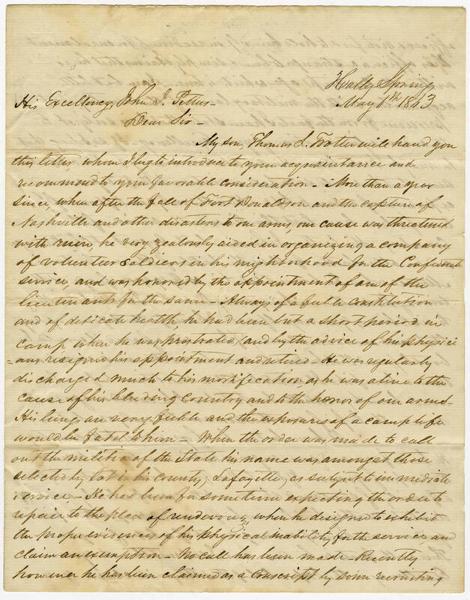 Holly Springs
May 1st 1863
His Excellency John J. Pettus
Dear Sir –
My son, Thomas J. Trotter will hand you
this letter whom I beg to introduce to your acquaintance and
recommend to your favorable consideration – More than a year
since, when after the fall of Fort Donaldson and the capture of
Nashville and other disasters to our arms, our cause was threatened
with ruin, he very zealously aided in organizing a company
of volunteer soldiers in his neighborhood for the Confederate
service, and was honored by the appointment of one of the
lieutenants for the same – Always of a feeble constitution
and of delicate health, he had been but a short period in
camp when he was prostrated, and by the advice of his physici-
ans resigned his appointment and retired – He was regularly
discharged much to his mortification, as he was alive to the
cause of his bleeding Country and to the honor of our arms.
His lungs are very feeble and the exposures of a camp life
would be fatal to him – When the order was made to call
out the militia of the State his name was amongst those
selected by lot in his county, Lafayette, as subject to immediate
service – He had been for sometime expecting the order to
repair to the place of rendezvous, when he designed to exhibit
the proper evidences of his physical inability for the service and
claim an exemption – No call has been made – Recently
however he has been claimed as a conscript by some recruiting